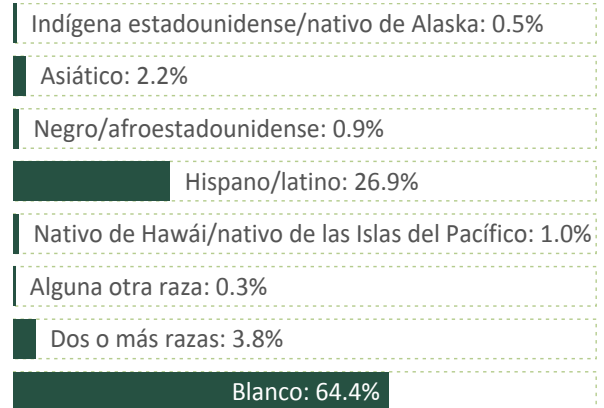 Indígena estadounidense/nativo de Alaska: 0.5%
Asiático: 2.2%
Negro/afroestadounidense: 0.9%
Hispano/latino: 26.9%
Nativo de Hawái/nativo de las Islas del Pacífico: 1.0%
Alguna otra raza: 0.3%
Dos o más razas: 3.8%
Blanco: 64.4%